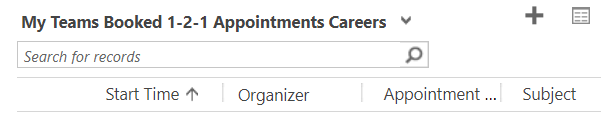 My Teams Booked 1-2-1 Appointments Careers
Search for records
Start Time Organizer Appointment ... Subject